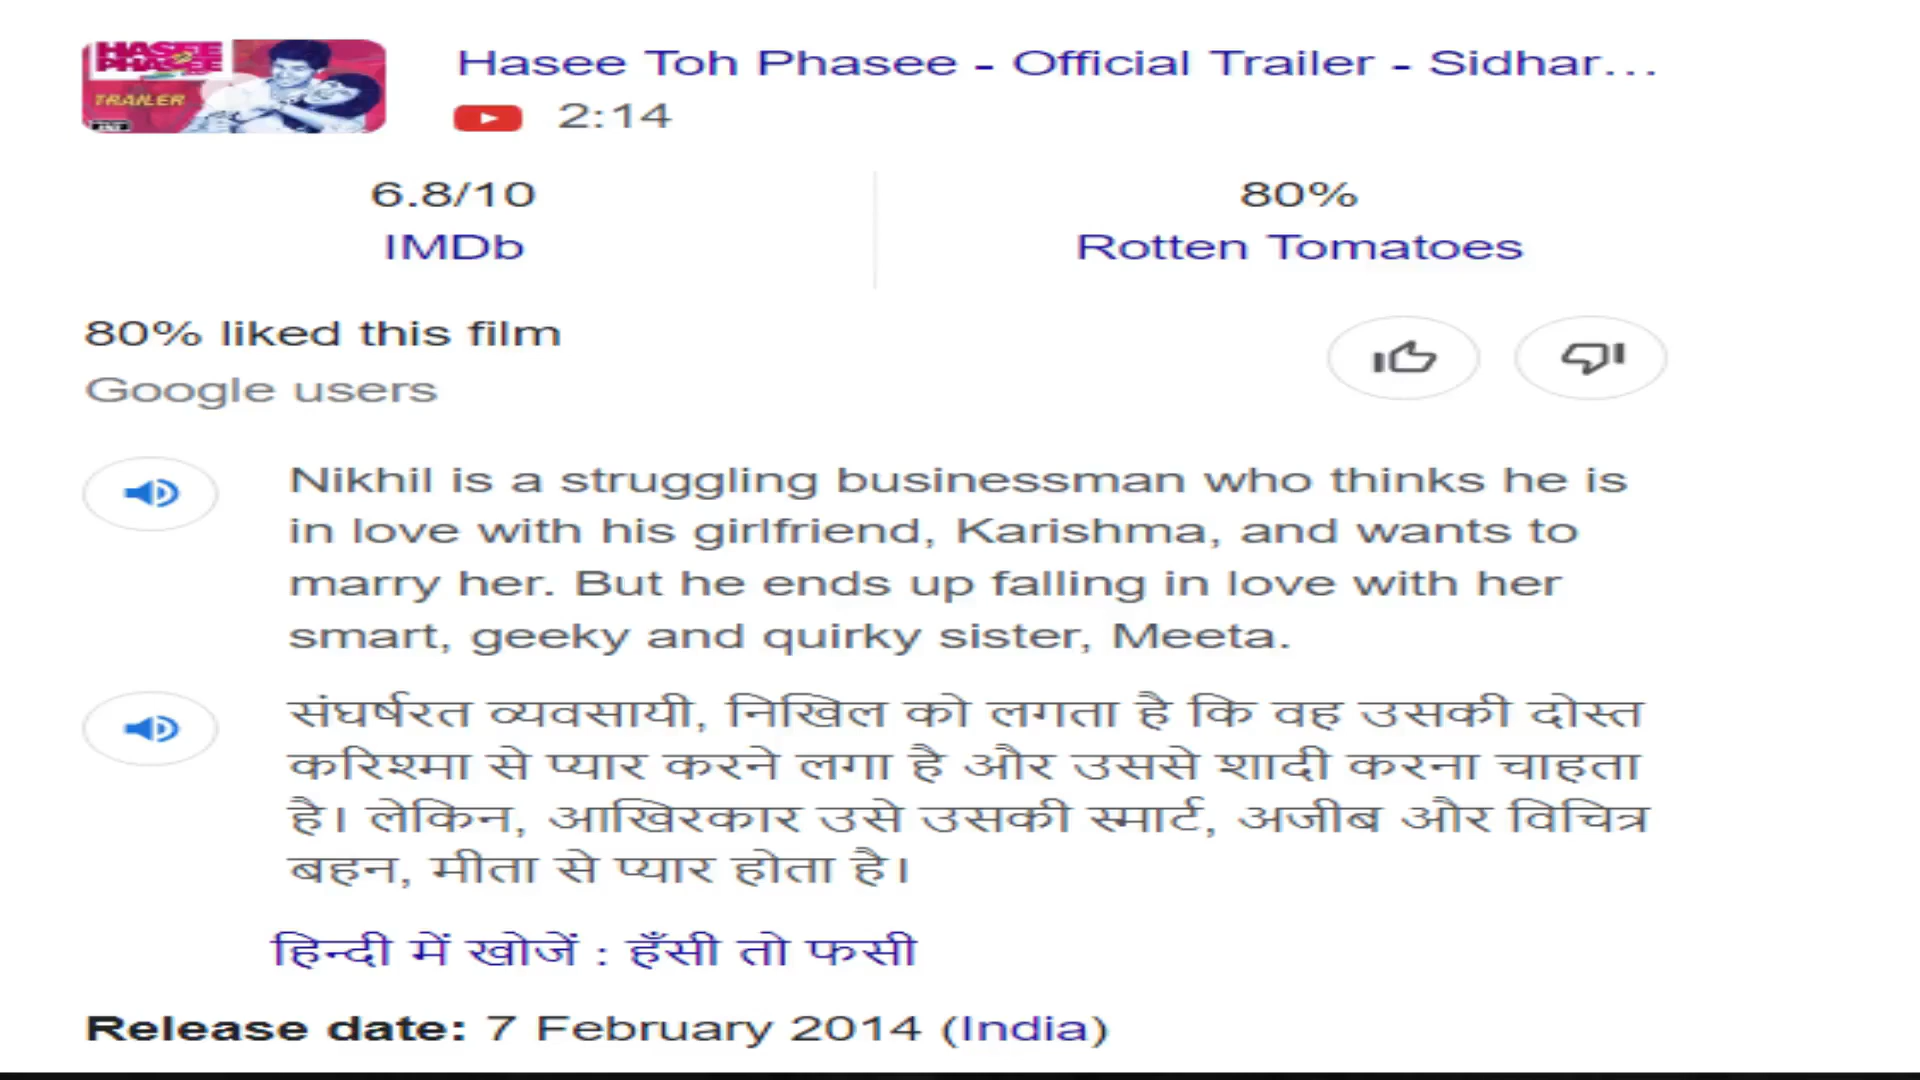 HASEE
TOH
PHASEE
TRAILER
Hasee Toh Phasee - Official Trailer - Sidhar...
2:14
6.8/10
80%
IMDb
Rotten Tomatoes
80% liked this film
Google users
Nikhil is a struggling businessman who thinks he is
in love with his girlfriend, Karishma, and wants to
marry her. But he ends up falling in love with her
smart, geeky and quirky sister, Meeta.
संघर्षरत व्यवसायी, निखिल को लगता है कि वह उसकी दोस्त
करिश्मा से प्यार करने लगा है और उससे शादी करना चाहता
है। लेकिन, आखिरकार उसे उसकी स्मार्ट, अजीब और विचित्र
बहन, मीता से प्यार होता है।
हिन्दी में खोजें : हँसी तो फसी
Release date: 7 February 2014 (India)